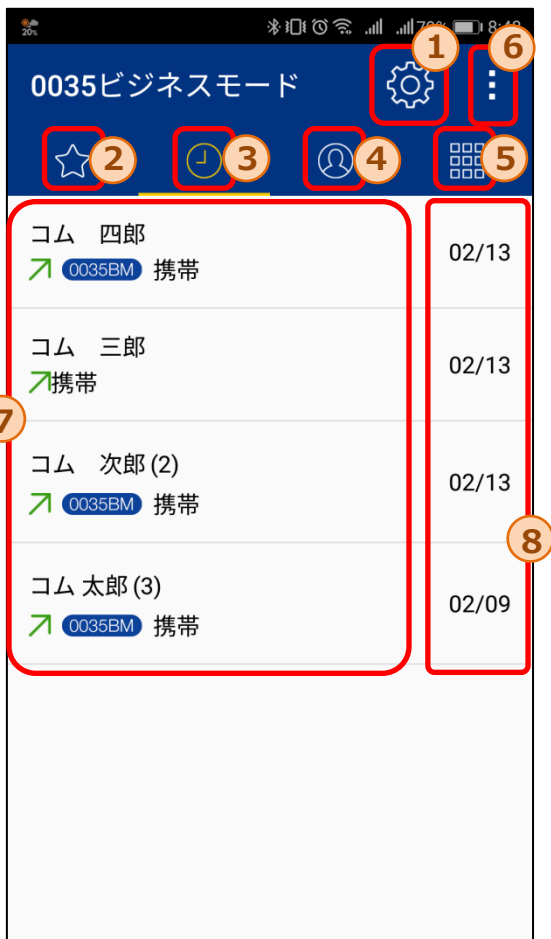 20%
0035ビジネスモード
1
6
2
3
4
5
コム　四郎
0035BM 携帯
02/13
コム　三郎
携帯
02/13
7
コム　次郎(2)
0035BM 携帯
02/13
8
コム 太郎(3)
0035BM 携帯
02/09